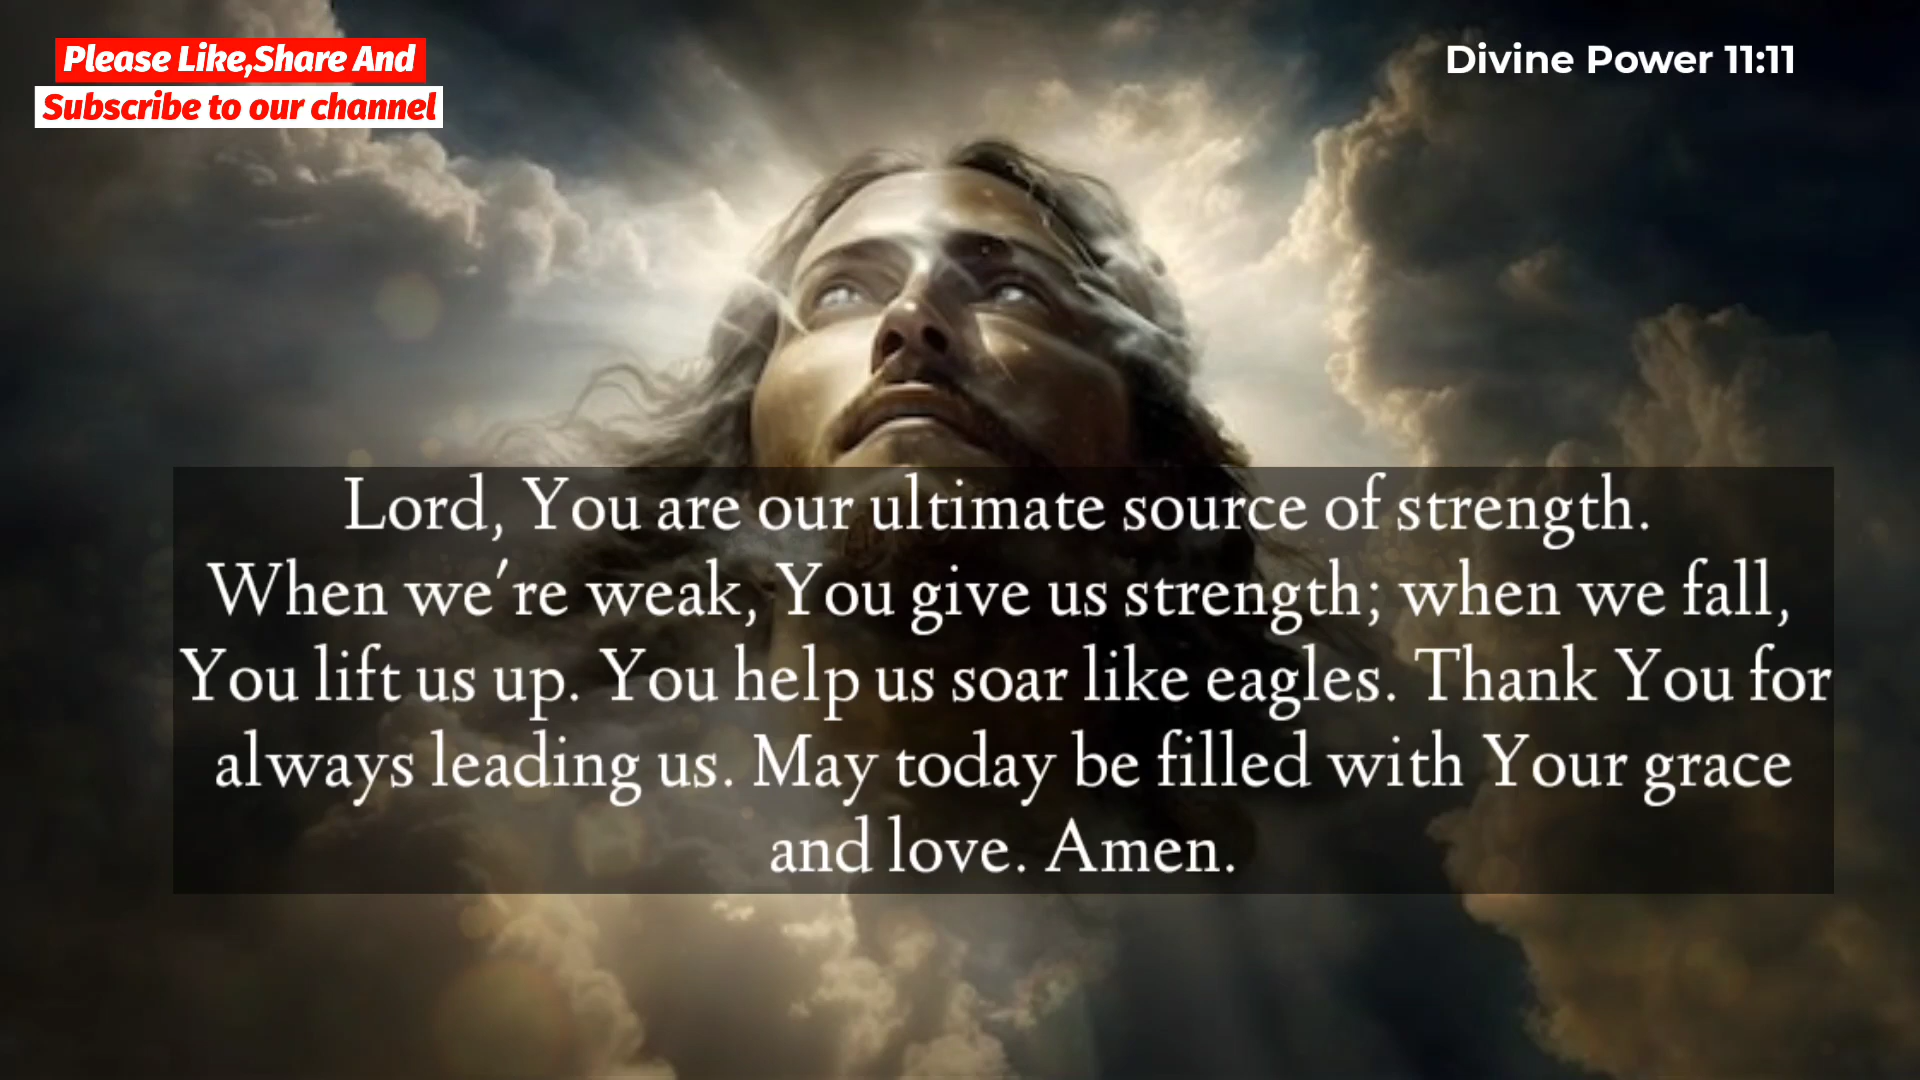 Please Like,Share And
Subscribe to our channel
Divine Power 11:11
Lord, You are our ultimate source of strength.
When we're weak, You give us strength; when we fall,
You lift us up. You help us soar like eagles. Thank You for
always leading us. May today be filled with Your grace
and love. Amen.